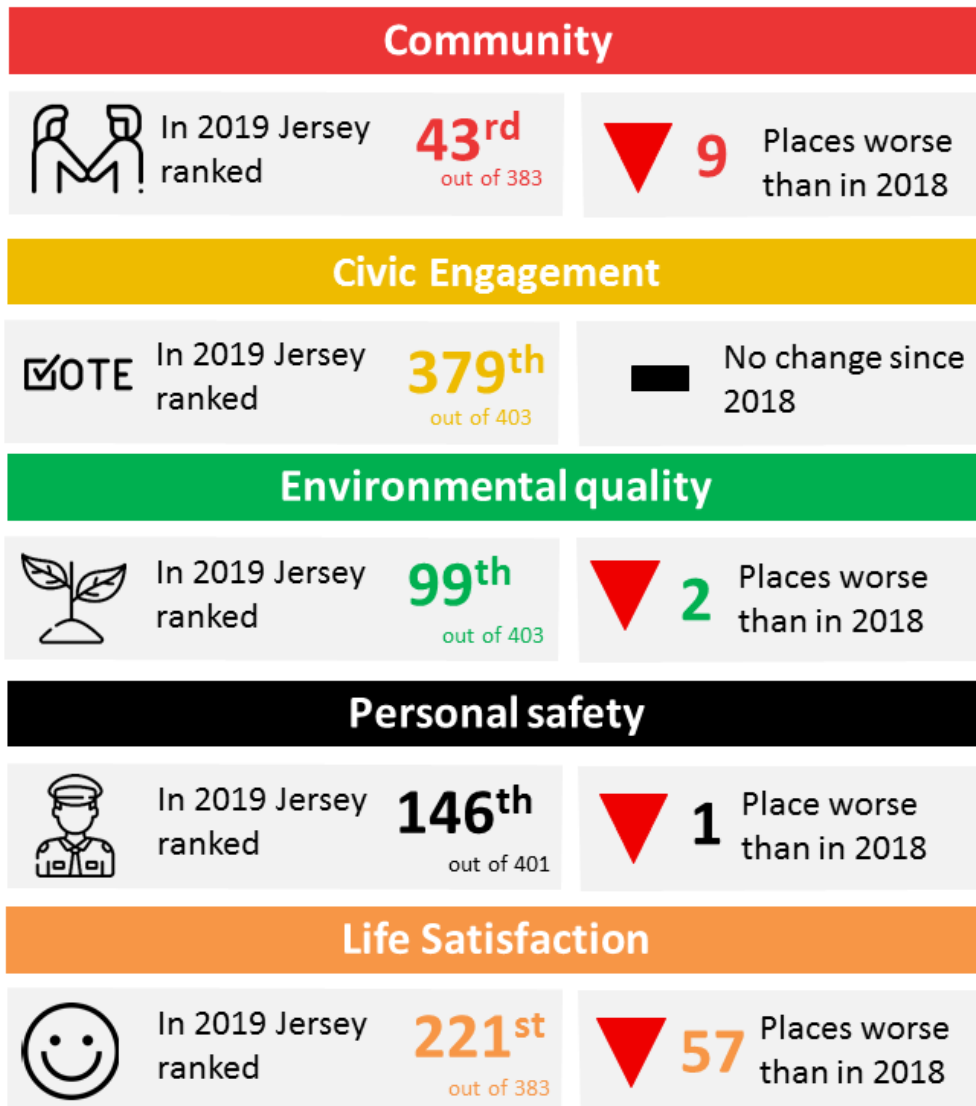 Community
In 2019 Jersey
ranked
43rd
out of 383
9
Places worse
than in 2018
Civic Engagement
VOTE
In 2019 Jersey
ranked
379th
out of 403
No change since
2018
Environmental quality
In 2019 Jersey
ranked
99th
out of 403
2
Places worse
than in 2018
Personal safety
In 2019 Jersey
ranked
146th
out of 401
1
Place worse
than in 2018
Life Satisfaction
In 2019 Jersey
ranked
221st
out of 383
57
Places worse
than in 2018